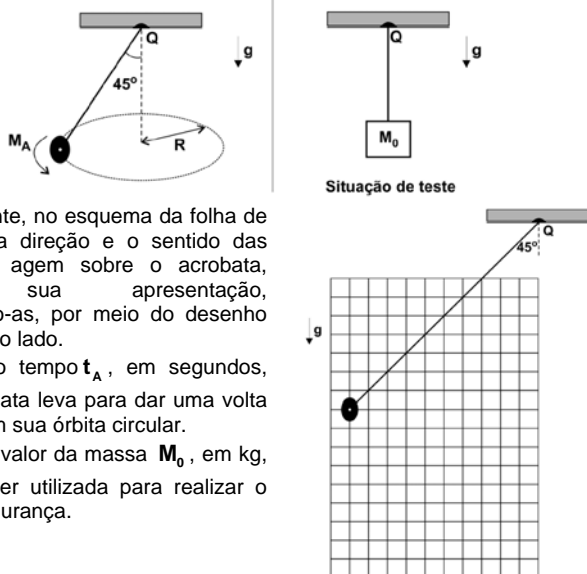 Q
g
45º
M_A
R
Q
g
M_0
Situação de teste
nte, no esquema da folha de
a direção e o sentido das
agem sobre o acrobata,
sua apresentação,
o-as, por meio do desenho
o lado.
o tempo t_A, em segundos,
ata leva para dar uma volta
m sua órbita circular.
valor da massa M_0, em kg,
er utilizada para realizar o
urança.
Q
45º
g